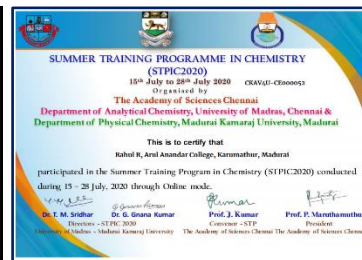 SUMMER TRAINING PROGRAMME IN CHEMISTRY
(STPIC2020)
15th July to 28th July 2020 CKAV4U-CE000052
Organised by
The Academy of Sciences Chennai
Department of Analytical Chemistry, University of Madras, Chennai &
Department of Physical Chemistry, Madurai Kamaraj University, Madurai
This is to certify that
Rahul R, Arul Anandar College, Karumathur, Madurai
participated in the Summer Training Program in Chemistry (STPIC2020) conducted
during 15 - 28 July, 2020 through Online mode.
Dr. T. M. Sridhar Dr. G. Gnana Kumar Prof. J. Kumar Prof. P. Marothamuthu
Directors - STPIC 2020 Convenor - STP President
University of Madras - Madurai Kamaraj University The Academy of Sciences Chennai The Academy of Sciences Chennai